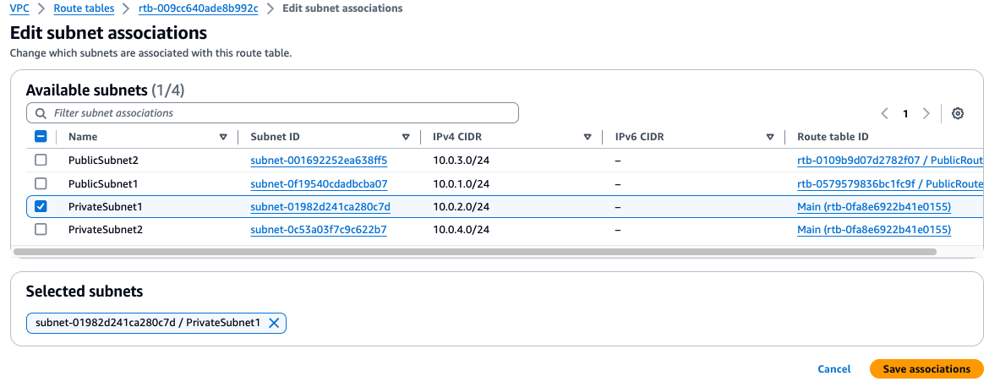 VPC > Route tables > rtb-009cc640ade8b992c > Edit subnet associations
Edit subnet associations
Change which subnets are associated with this route table.
Available subnets (1/4)
Filter subnet associations
1
Name Subnet ID IPv4 CIDR IPv6 CIDR Route table ID
PublicSubnet2 subnet-001692252ea638ff5 10.0.3.0/24 – rtb-0109b9d07d2782f07 / PublicRout
PublicSubnet1 subnet-0f19540cdadbcba07 10.0.1.0/24 – rtb-0579579836bc1fc9f / PublicRoute
PrivateSubnet1 subnet-01982d241ca280c7d 10.0.2.0/24 – Main (rtb-0fa8e6922b41e0155)
PrivateSubnet2 subnet-0c53a03f7c9c622b7 10.0.4.0/24 – Main (rtb-0fa8e6922b41e0155)
Selected subnets
subnet-01982d241ca280c7d / PrivateSubnet1
Cancel Save associations